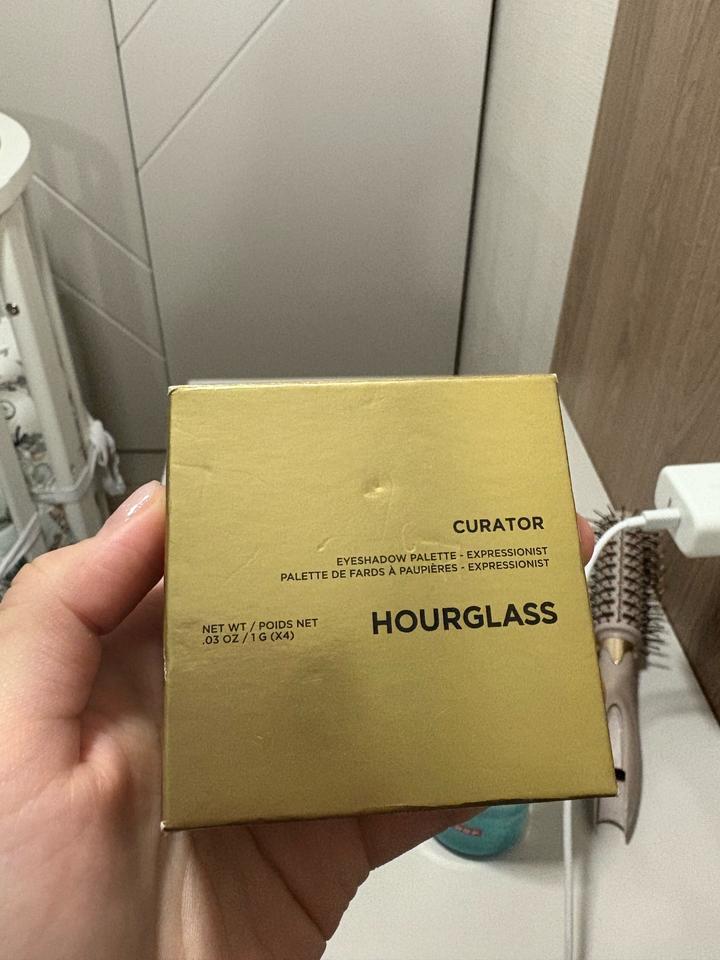 CURATOR
EYESHADOW PALETTE - EXPRESSIONIST
PALETTE DE FARDS À PAUPIÈRES - EXPRESSIONIST
NET WT / POIDS NET
.03 OZ / 1 G (X4)
HOURGLASS